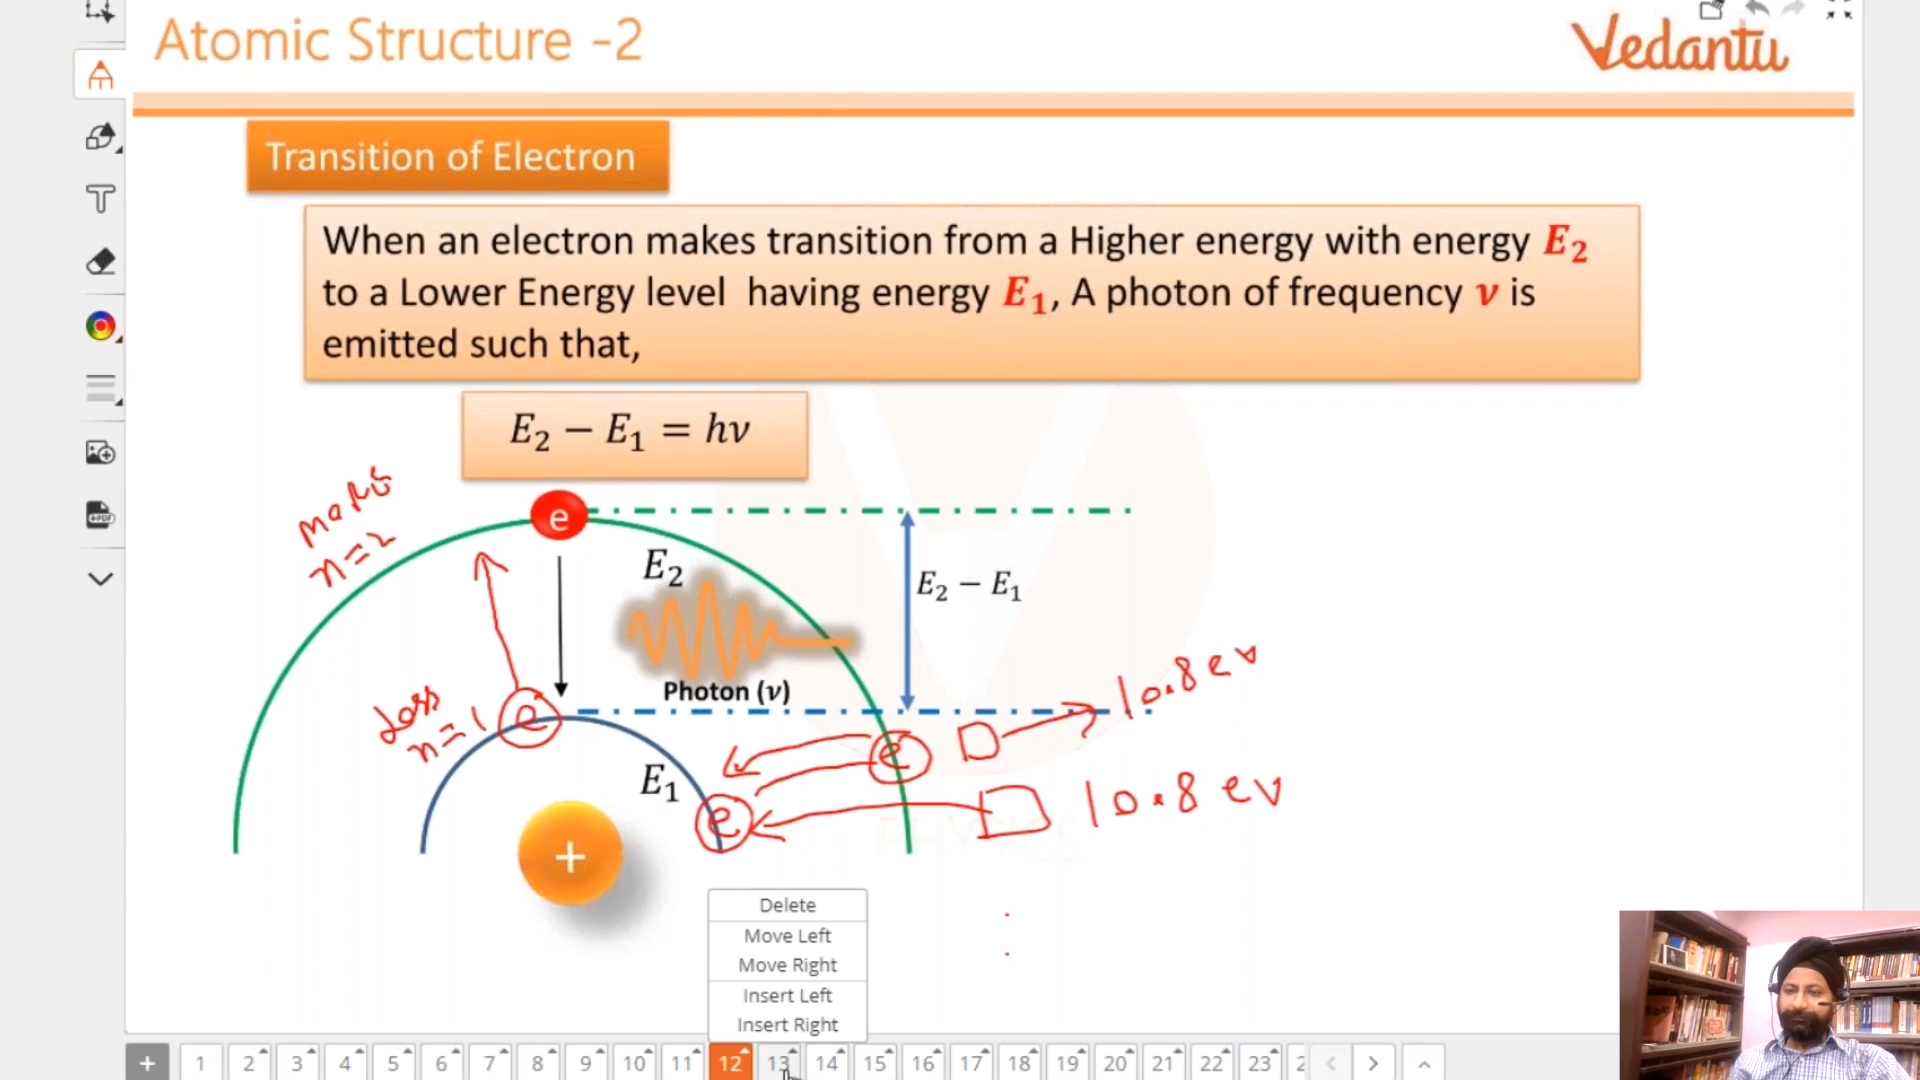 Atomic Structure -2
Vedantu
Transition of Electron
When an electron makes transition from a Higher energy with energy E₂
to a Lower Energy level having energy E₁, A photon of frequency ν is
emitted such that,
E₂ − E₁ = hν
more
n=2
e
E₂
E₂ − E₁
Photon (ν)
10.8 ev
Less
n=1
e
e
E₁
e
10.8 ev
+
PHYSICS
Delete
Move Left
Move Right
Insert Left
Insert Right
+ 1 2 3 4 5 6 7 8 9 10 11 12 13 14 15 16 17 18 19 20 21 22 23 2